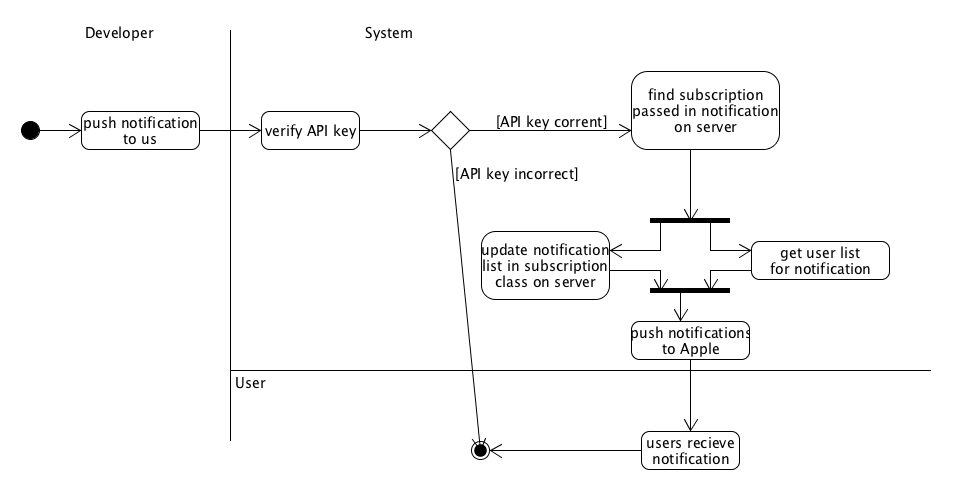 Developer
System
push notification
to us
verify API key
[API key corrent]
find subscription
passed in notification
on server
[API key incorrect]
update notification
list in subscription
class on server
get user list
for notification
push notifications
to Apple
User
users recieve
notification